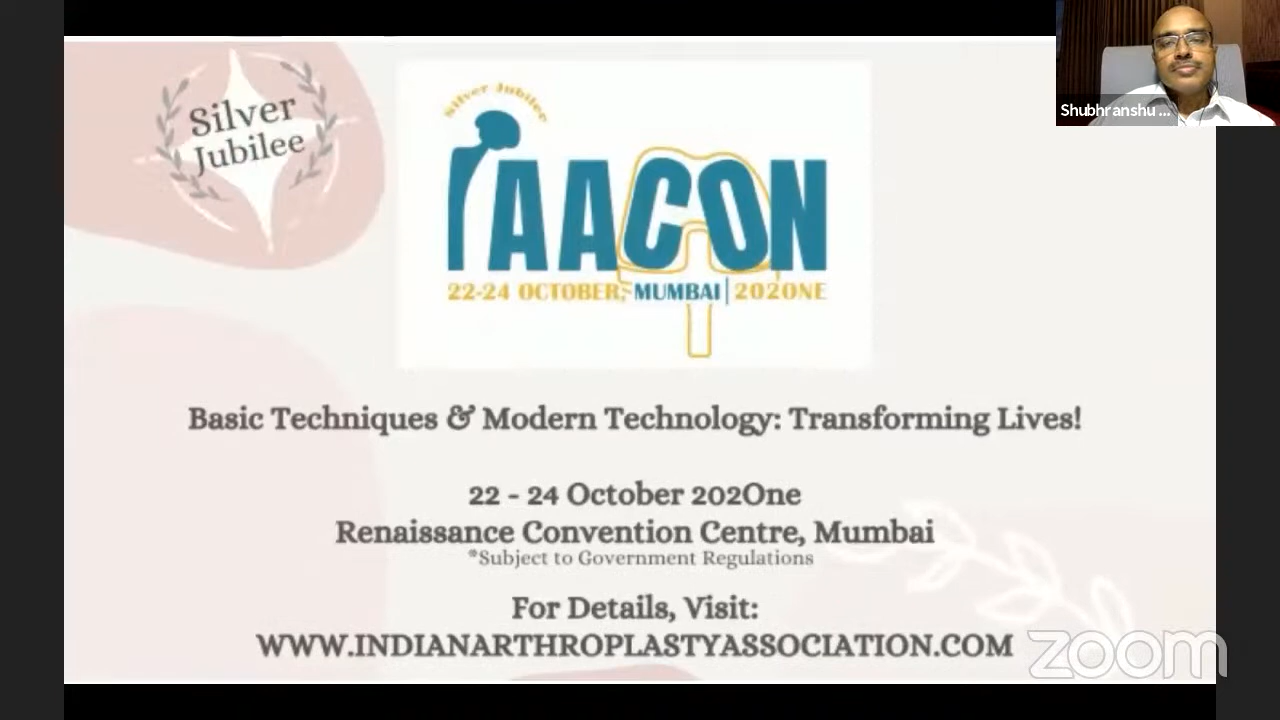 Silver
Jubilee
Silver Jubilee
IAACON
22-24 OCTOBER, MUMBAI | 202ONE
Shubhranshu ...
Basic Techniques & Modern Technology: Transforming Lives!
22 - 24 October 202One
Renaissance Convention Centre, Mumbai
*Subject to Government Regulations
For Details, Visit:
WWW.INDIANARTHROPLASTYASSOCIATION.COM
zoom